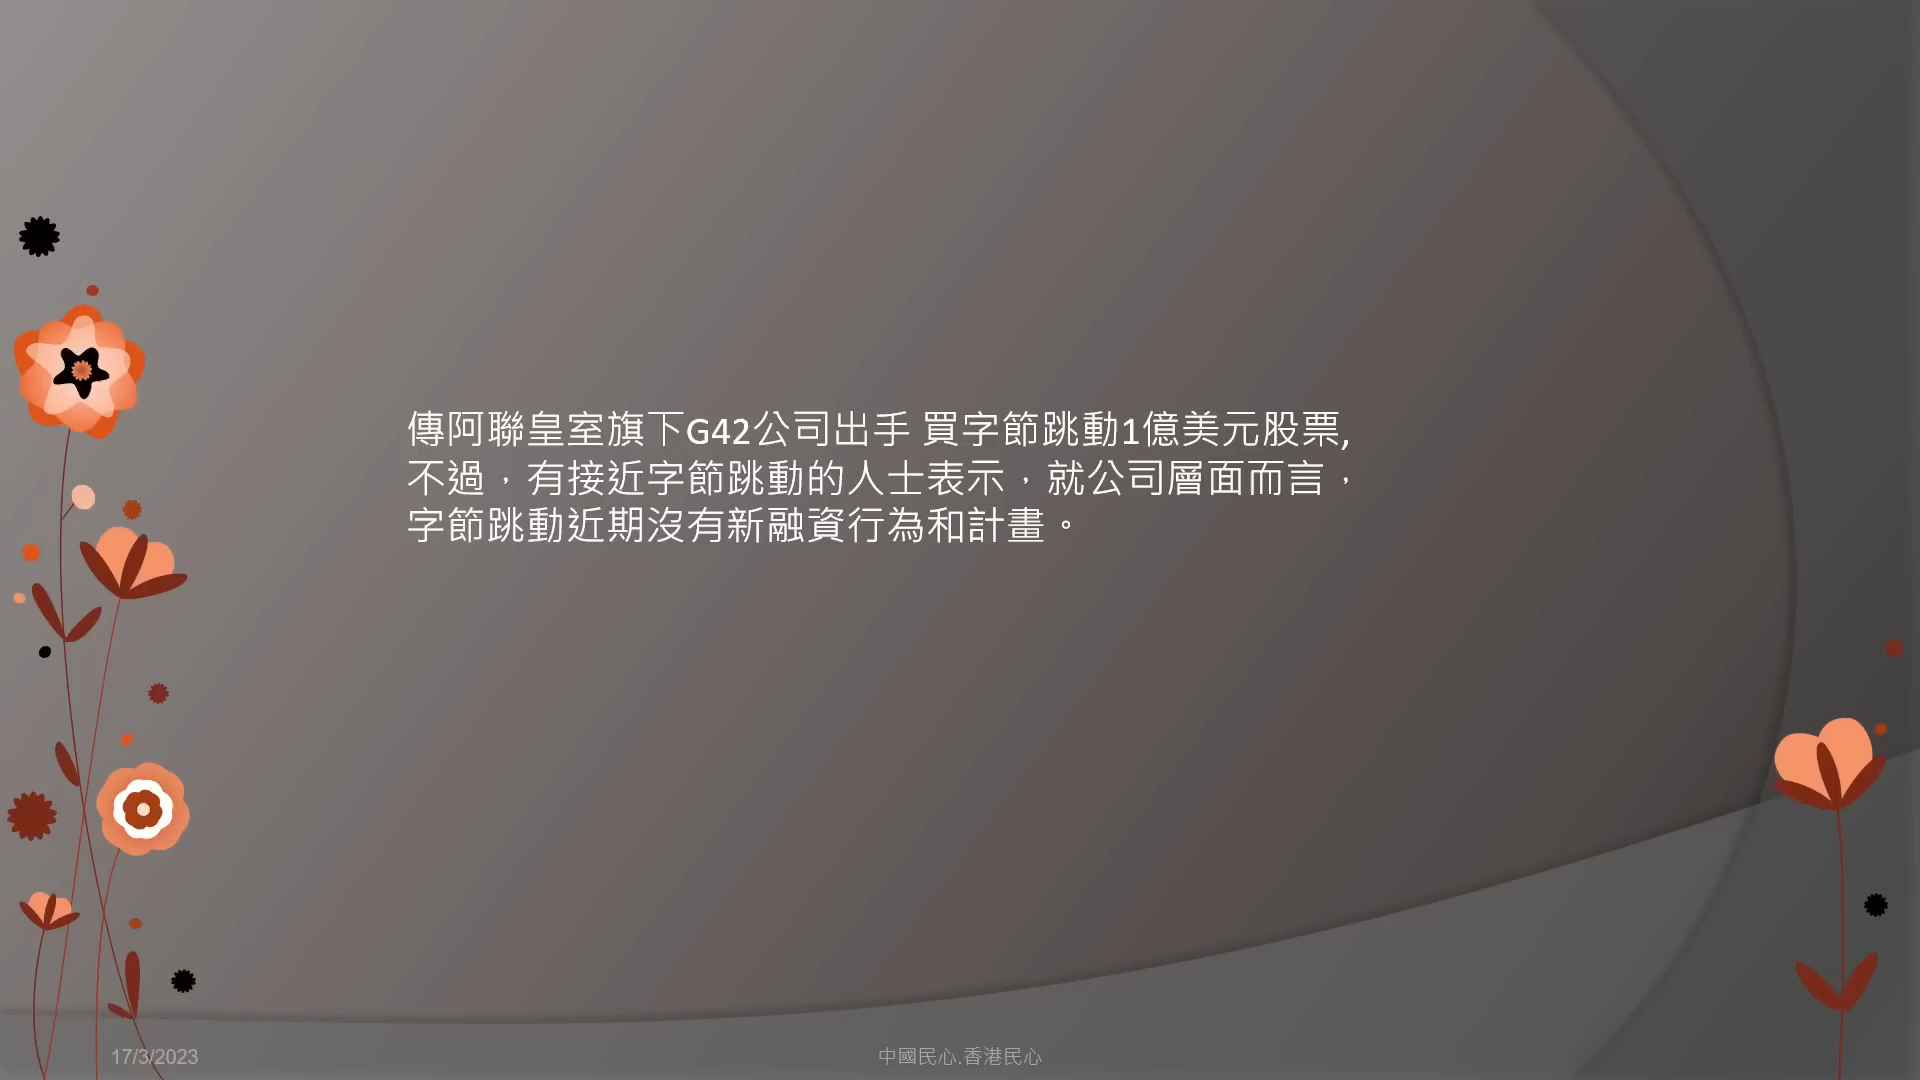 傳阿聯皇室旗下G42公司出手 買字節跳動1億美元股票,
不過，有接近字節跳動的人士表示，就公司層面而言，
字節跳動近期沒有新融資行為和計畫。
17/3/2023
中國民心.香港民心